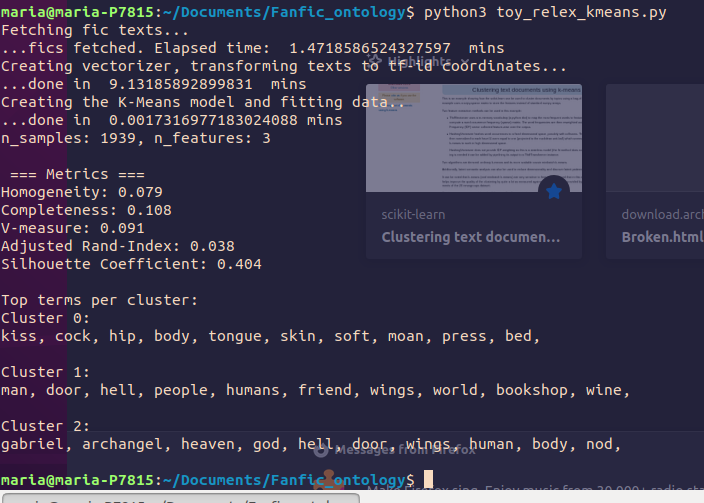 maria@maria-P7815:~/Documents/Fanfic_ontology$ python3 toy_relex_kmeans.py
Fetching fic texts...
...fics fetched. Elapsed time:  1.4718586524327597  mins
Highlights
Creating vectorizer, transforming texts to tf-id coordinates...
...done in  9.13185892899831  mins
Creating the K-Means model and fitting data...
...done in  0.0017316977183024088 mins
n_samples: 1939, n_features: 3
=== Metrics ===
Homogeneity: 0.079
Completeness: 0.108
V-measure: 0.091
Adjusted Rand-Index: 0.038
Silhouette Coefficient: 0.404
Clustering text documents using k-means
scikit-learn
Clustering text documen...
download.arc
Broken.html
Top terms per cluster:
Cluster 0:
kiss, cock, hip, body, tongue, skin, soft, moan, press, bed,
Cluster 1:
man, door, hell, people, humans, friend, wings, world, bookshop, wine,
Cluster 2:
gabriel, archangel, heaven, god, hell, door, wings, human, body, nod,
Messages from Firefox
maria@maria-P7815:~/Documents/Fanfic_ontology$